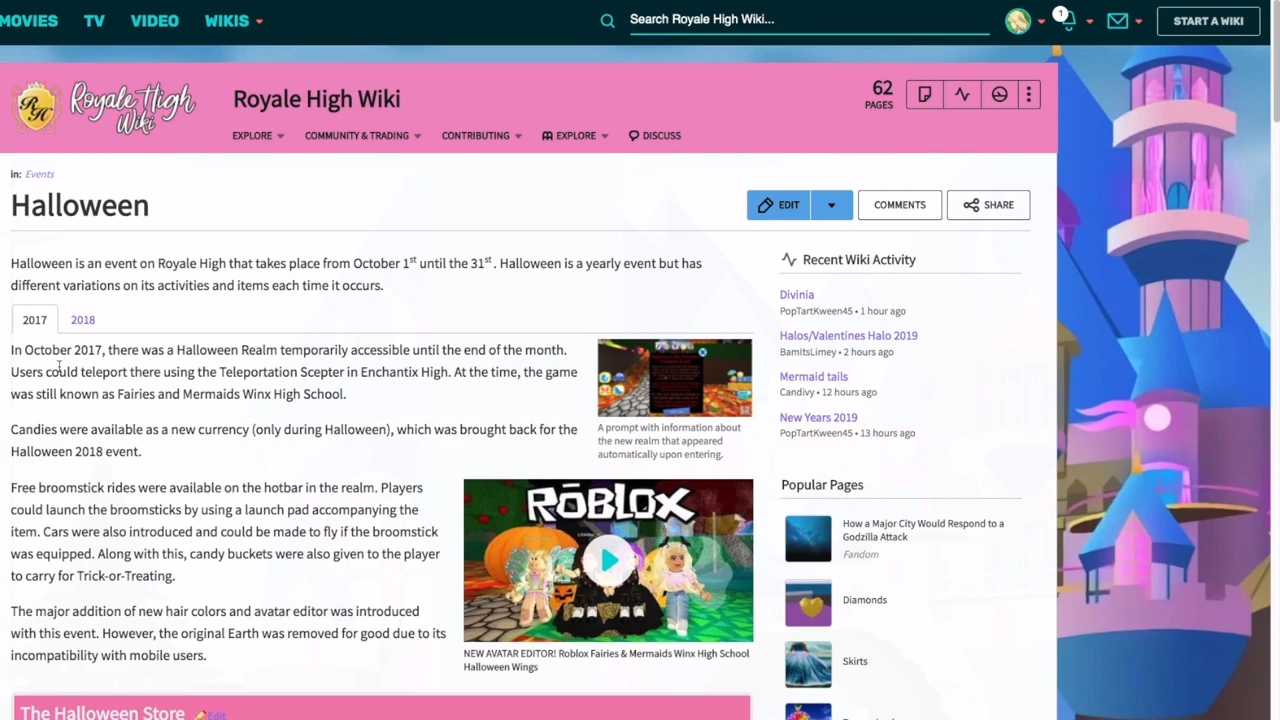 MOVIES TV VIDEO WIKIS
Search Royale High Wiki...
1
START A WIKI
RH
Royale High
Wiki
Royale High Wiki
62
PAGES
EXPLORE COMMUNITY & TRADING CONTRIBUTING EXPLORE DISCUSS
in: Events
Halloween
EDIT COMMENTS SHARE
Halloween is an event on Royale High that takes place from October 1st until the 31st. Halloween is a yearly event but has
different variations on its activities and items each time it occurs.
2017 2018
In October 2017, there was a Halloween Realm temporarily accessible until the end of the month.
Users could teleport there using the Teleportation Scepter in Enchantix High. At the time, the game
was still known as Fairies and Mermaids Winx High School.
Candies were available as a new currency (only during Halloween), which was brought back for the
Halloween 2018 event.
A prompt with information about
the new realm that appeared
automatically upon entering.
Free broomstick rides were available on the hotbar in the realm. Players
could launch the broomsticks by using a launch pad accompanying the
item. Cars were also introduced and could be made to fly if the broomstick
was equipped. Along with this, candy buckets were also given to the player
to carry for Trick-or-Treating.
The major addition of new hair colors and avatar editor was introduced
with this event. However, the original Earth was removed for good due to its
incompatibility with mobile users.
ROBLOX
NEW AVATAR EDITOR! Roblox Fairies & Mermaids Winx High School
Halloween Wings
The Halloween Store Edit
Recent Wiki Activity
Divinia
PopTartKween45 • 1 hour ago
Halos/Valentines Halo 2019
BamItsLimey • 2 hours ago
Mermaid tails
Candivy • 12 hours ago
New Years 2019
PopTartKween45 • 13 hours ago
Popular Pages
How a Major City Would Respond to a
Godzilla Attack
Fandom
Diamonds
Skirts